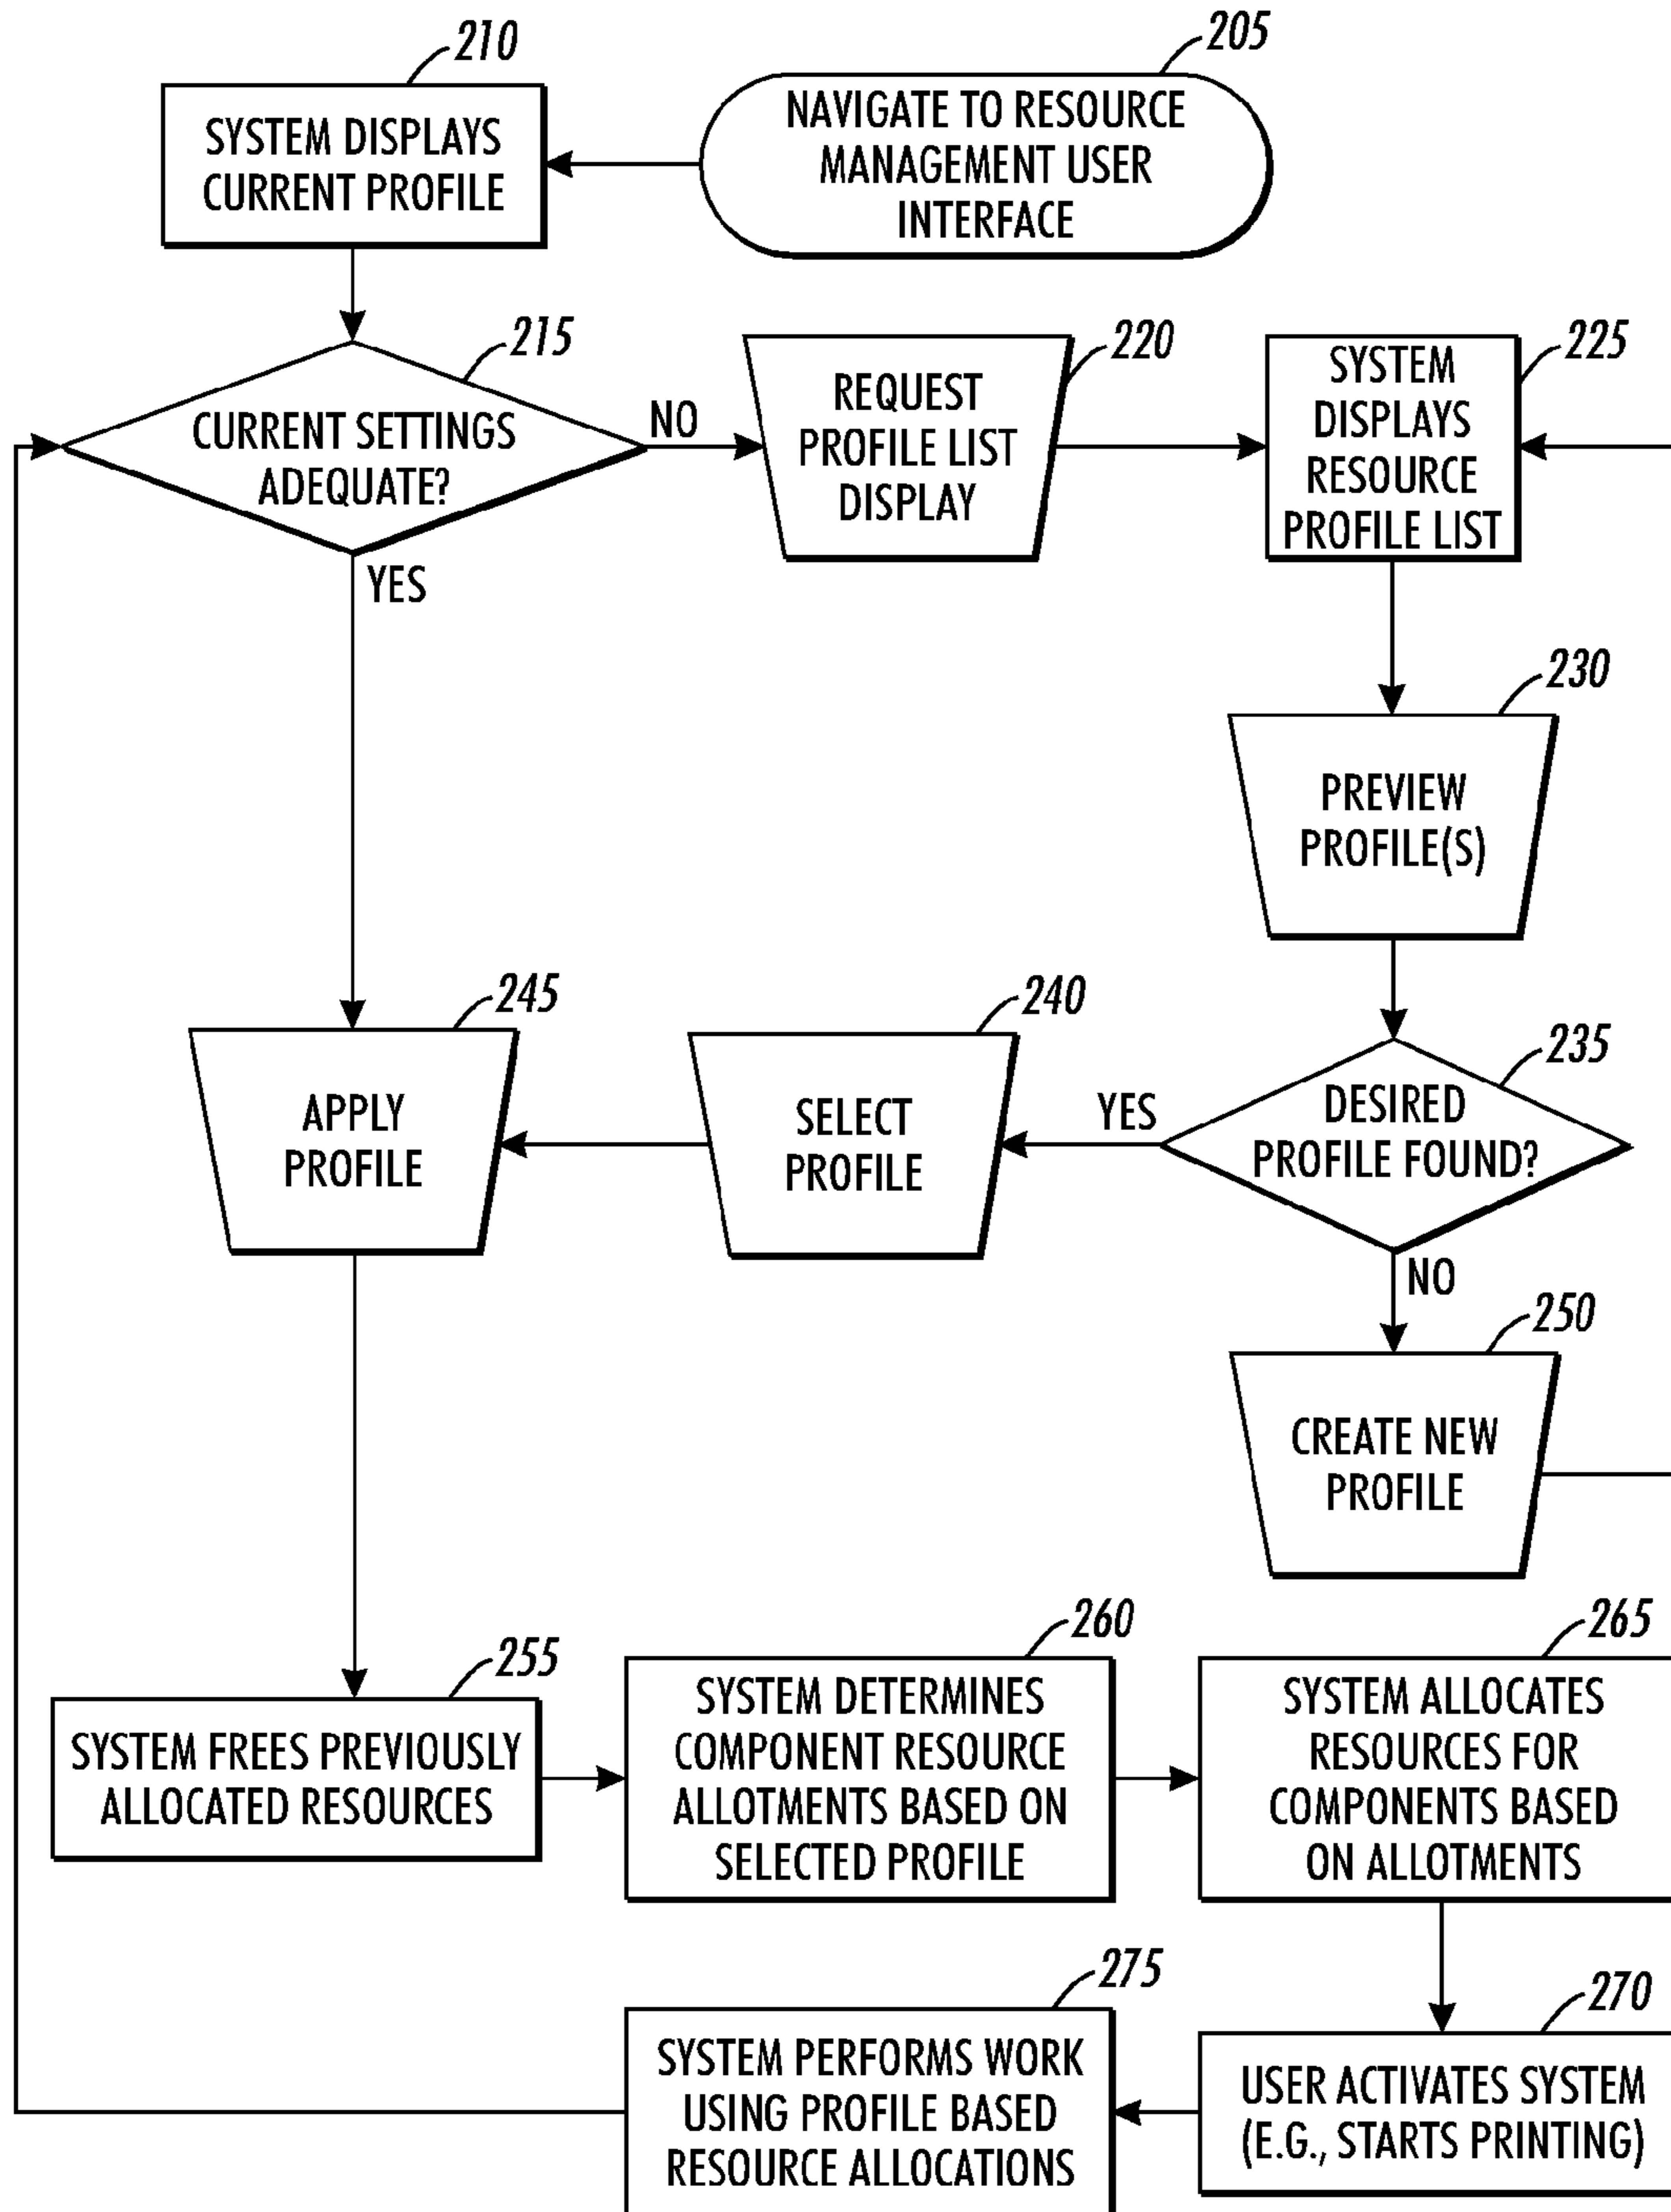 210
SYSTEM DISPLAYS
CURRENT PROFILE
205
NAVIGATE TO RESOURCE
MANAGEMENT USER
INTERFACE
215
CURRENT SETTINGS
ADEQUATE?
NO
YES
220
REQUEST
PROFILE LIST
DISPLAY
225
SYSTEM
DISPLAYS
RESOURCE
PROFILE LIST
230
PREVIEW
PROFILE(S)
235
DESIRED
PROFILE FOUND?
YES
NO
240
SELECT
PROFILE
245
APPLY
PROFILE
250
CREATE NEW
PROFILE
255
SYSTEM FREES PREVIOUSLY
ALLOCATED RESOURCES
260
SYSTEM DETERMINES
COMPONENT RESOURCE
ALLOTMENTS BASED ON
SELECTED PROFILE
265
SYSTEM ALLOCATES
RESOURCES FOR
COMPONENTS BASED
ON ALLOTMENTS
270
USER ACTIVATES SYSTEM
(E.G., STARTS PRINTING)
275
SYSTEM PERFORMS WORK
USING PROFILE BASED
RESOURCE ALLOCATIONS